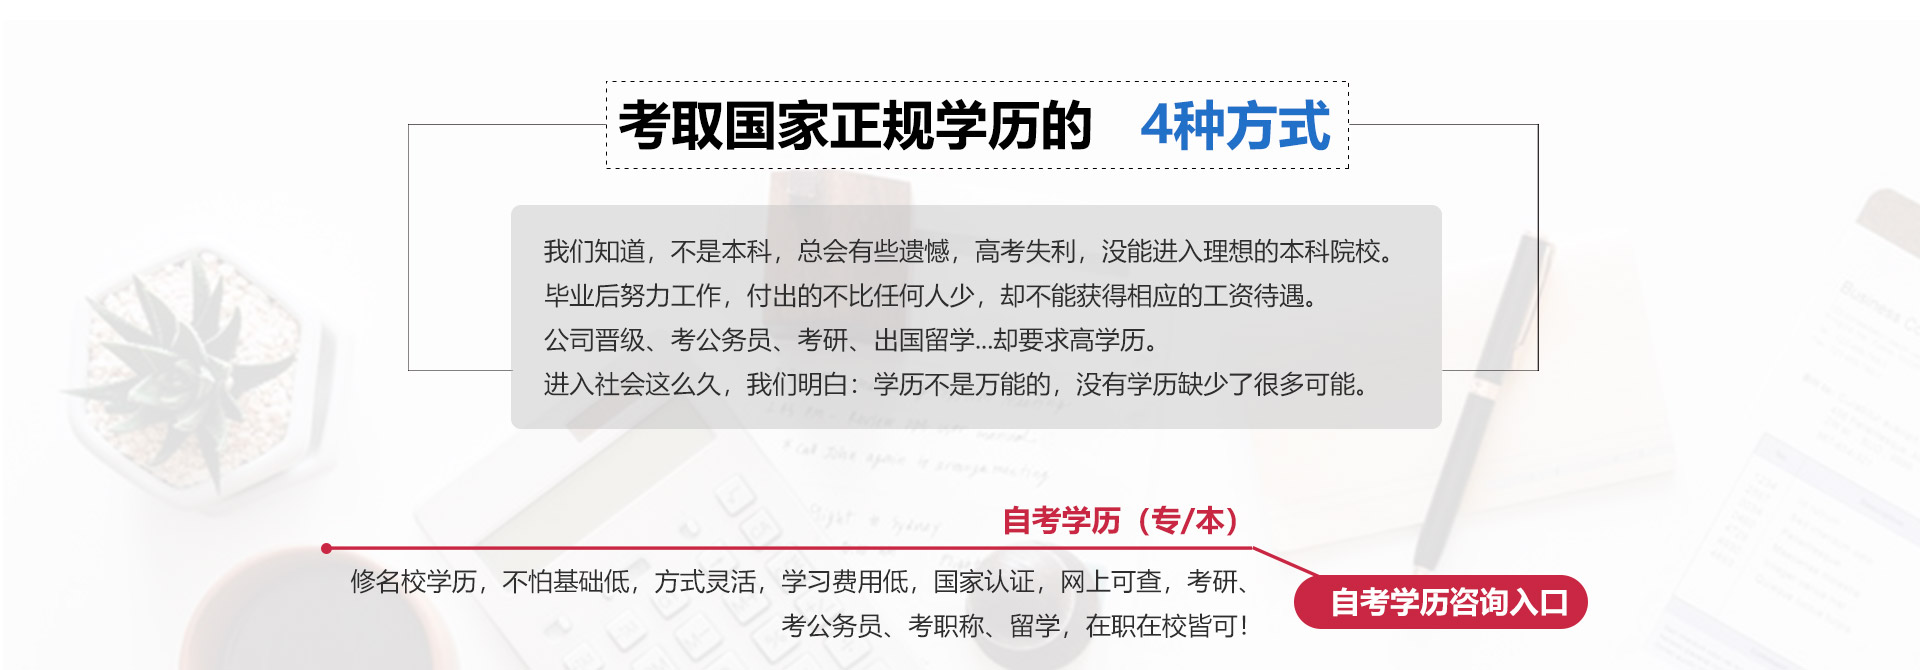 考取国家正规学历的 4种方式
我们知道，不是本科，总会有些遗憾，高考失利，没能进入理想的本科院校。
毕业后努力工作，付出的不比任何人少，却不能获得相应的工资待遇。
公司晋级、考公务员、考研、出国留学...却要求高学历。
进入社会这么久，我们明白：学历不是万能的，没有学历缺少了很多可能。
自考学历（专/本）
修名校学历，不怕基础低，方式灵活，学习费用低，国家认证，网上可查，考研、
考公务员、考职称、留学，在职在校皆可！
自考学历咨询入口